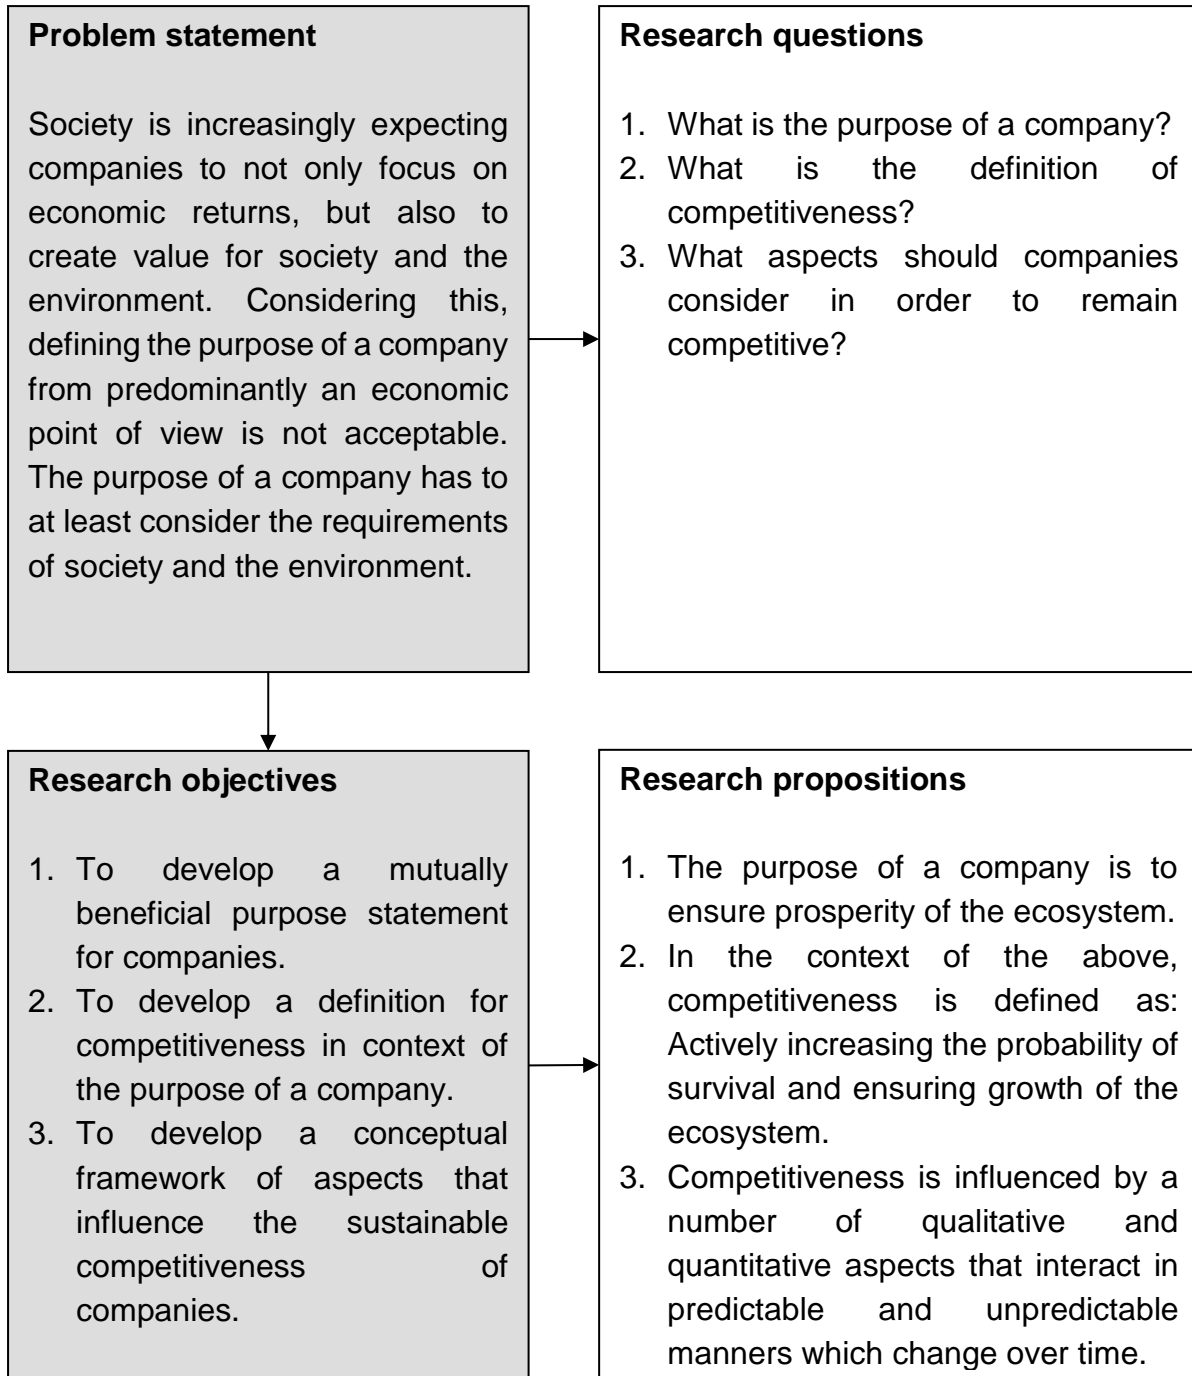 Problem statement
Society is increasingly expecting
companies to not only focus on
economic returns, but also to
create value for society and the
environment. Considering this,
defining the purpose of a company
from predominantly an economic
point of view is not acceptable.
The purpose of a company has to
at least consider the requirements
of society and the environment.
Research questions
1. What is the purpose of a company?
2. What is the definition of
competitiveness?
3. What aspects should companies
consider in order to remain
competitive?
Research objectives
1. To develop a mutually
beneficial purpose statement
for companies.
2. To develop a definition for
competitiveness in context of
the purpose of a company.
3. To develop a conceptual
framework of aspects that
influence the sustainable
competitiveness of
companies.
Research propositions
1. The purpose of a company is to
ensure prosperity of the ecosystem.
2. In the context of the above,
competitiveness is defined as:
Actively increasing the probability of
survival and ensuring growth of the
ecosystem.
3. Competitiveness is influenced by a
number of qualitative and
quantitative aspects that interact in
predictable and unpredictable
manners which change over time.